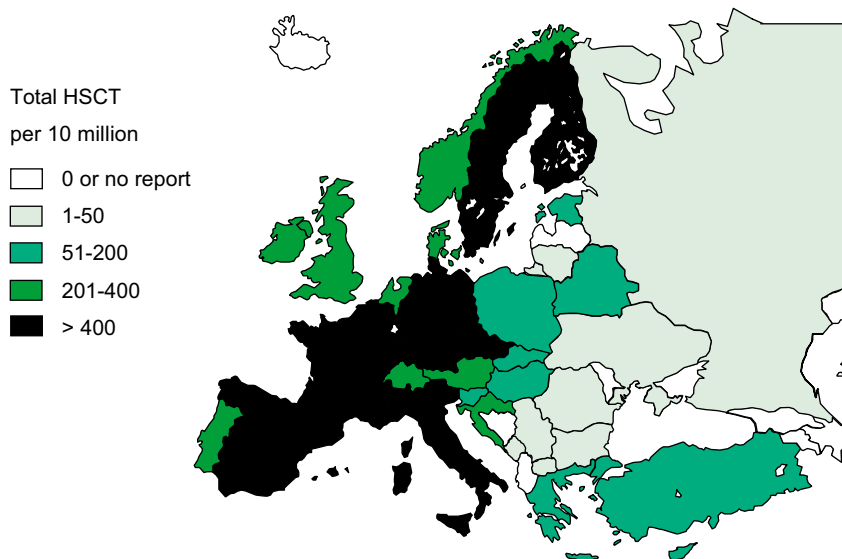 Total HSCT
per 10 million
0 or no report
1-50
51-200
201-400
> 400